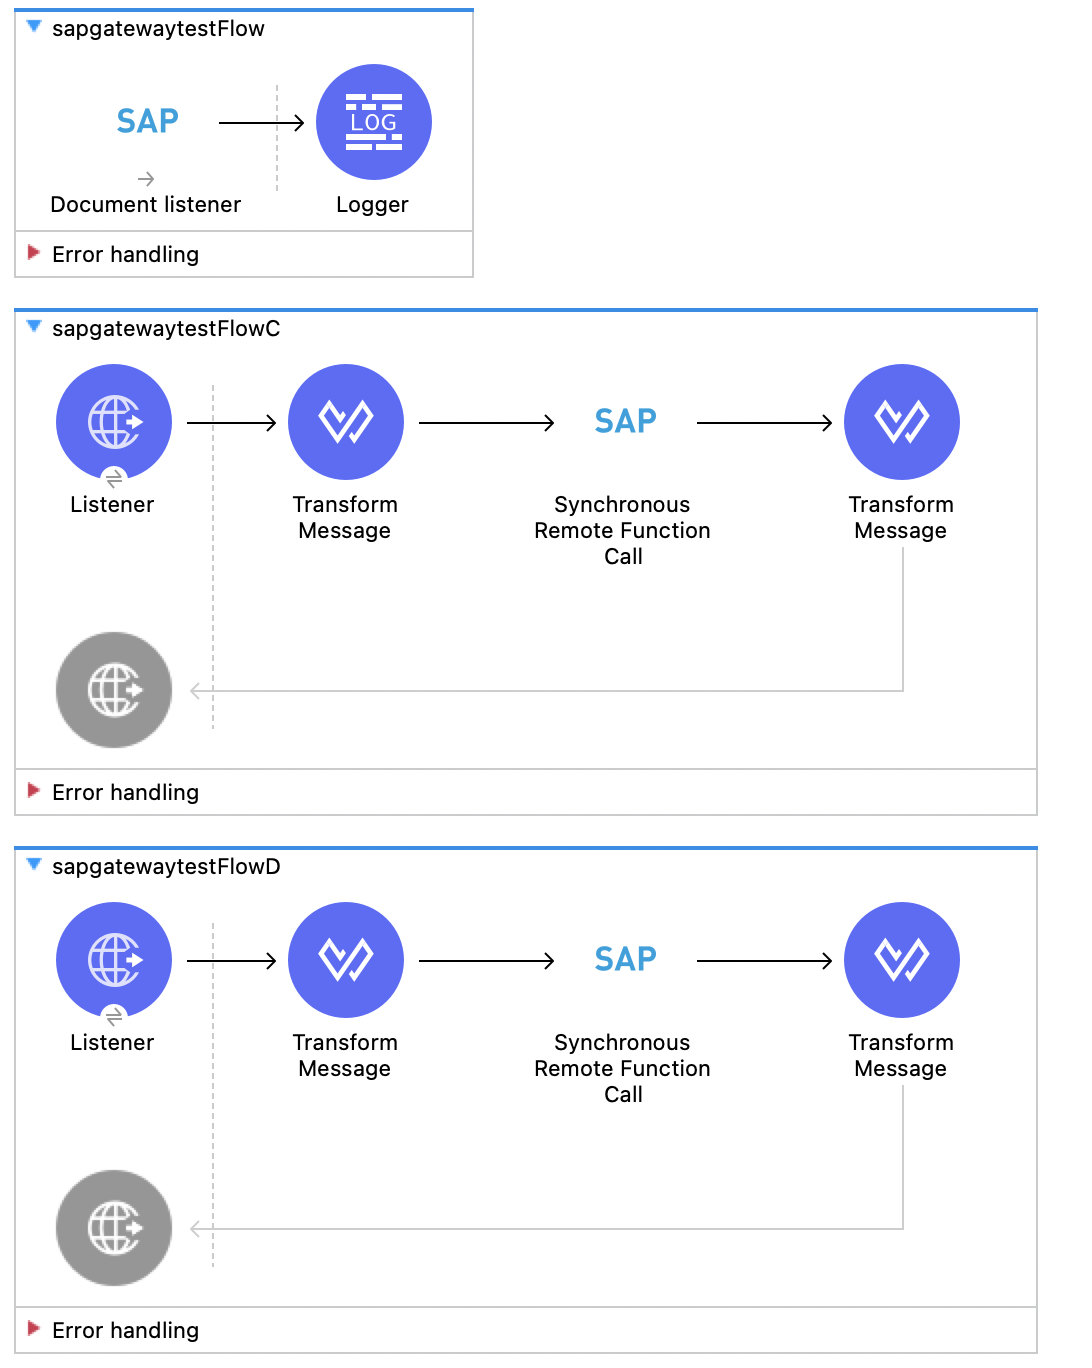 sapgatewaytestFlow
SAP
LOG
Document listener
Logger
Error handling
sapgatewaytestFlowC
SAP
Listener
Transform
Message
Synchronous
Remote Function
Call
Transform
Message
Error handling
sapgatewaytestFlowD
SAP
Listener
Transform
Message
Synchronous
Remote Function
Call
Transform
Message
Error handling